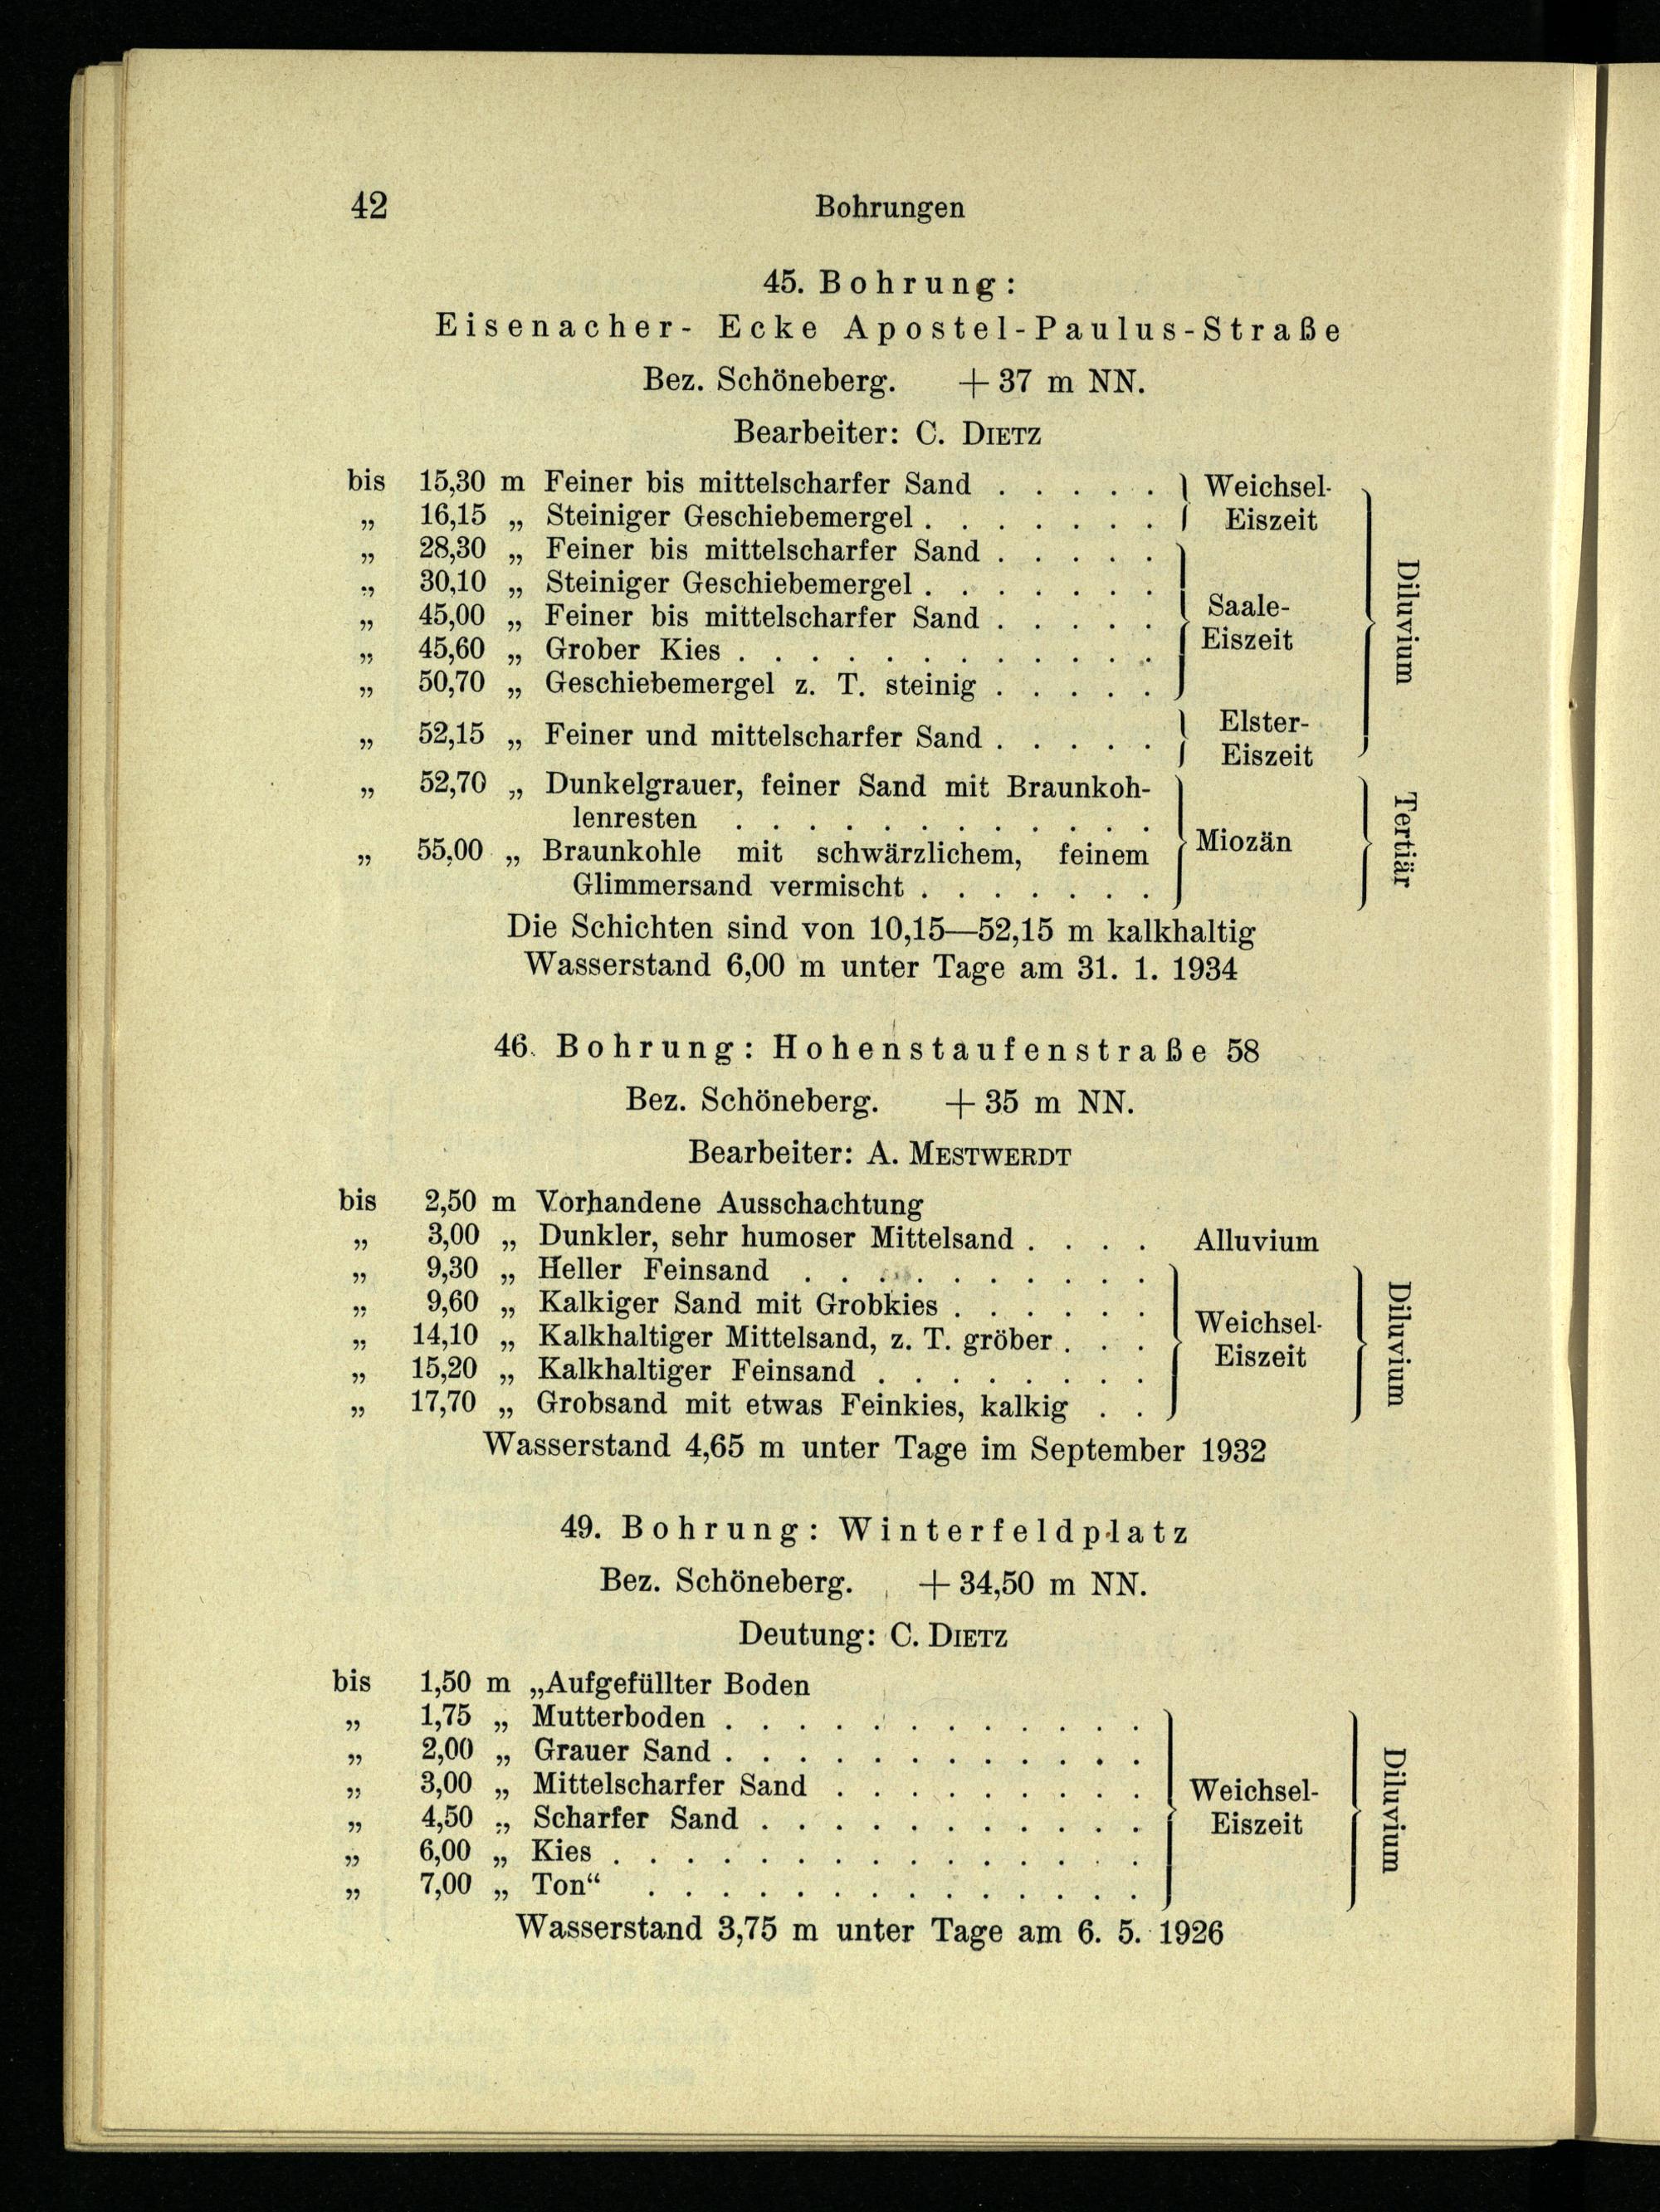 42 Bohrungen
45. Bohrung:
Eisenacher- Ecke Apostel-Paulus-Straße
Bez. Schöneberg. + 37 m NN.
Bearbeiter: C. DIETZ
bis 15,30 m Feiner bis mittelscharfer Sand . . . . . Weichsel-
„ 16,15 „ Steiniger Geschiebemergel . . . . . . . Eiszeit
„ 28,30 „ Feiner bis mittelscharfer Sand . . . . .
„ 30,10 „ Steiniger Geschiebemergel . . . . . . .
„ 45,00 „ Feiner bis mittelscharfer Sand . . . . . Saale-
„ 45,60 „ Grober Kies . . . . . . . . . . . . Eiszeit
„ 50,70 „ Geschiebemergel z. T. steinig . . . . .
„ 52,15 „ Feiner und mittelscharfer Sand . . . . . Elster-
Eiszeit
Diluvium
„ 52,70 „ Dunkelgrauer, feiner Sand mit Braunkoh-
lenresten . . . . . . . . . . . .
„ 55,00 „ Braunkohle mit schwärzlichem, feinem Miozän
Glimmersand vermischt . . . . . . .
Tertiär
Die Schichten sind von 10,15—52,15 m kalkhaltig
Wasserstand 6,00 m unter Tage am 31. 1. 1934
46. Bohrung: Hohenstaufenstraße 58
Bez. Schöneberg. + 35 m NN.
Bearbeiter: A. MESTWERDT
bis 2,50 m Vorhandene Ausschachtung
„ 3,00 „ Dunkler, sehr humoser Mittelsand . . . . Alluvium
„ 9,30 „ Heller Feinsand . . . . . . . . . .
„ 9,60 „ Kalkiger Sand mit Grobkies . . . . . .
„ 14,10 „ Kalkhaltiger Mittelsand, z. T. gröber . . . Weichsel-
„ 15,20 „ Kalkhaltiger Feinsand . . . . . . . . Eiszeit
„ 17,70 „ Grobsand mit etwas Feinkies, kalkig . .
Diluvium
Wasserstand 4,65 m unter Tage im September 1932
49. Bohrung: Winterfeldplatz
Bez. Schöneberg. + 34,50 m NN.
Deutung: C. DIETZ
bis 1,50 m „Aufgefüllter Boden
„ 1,75 „ Mutterboden . . . . . . . . . . . .
„ 2,00 „ Grauer Sand . . . . . . . . . . . .
„ 3,00 „ Mittelscharfer Sand . . . . . . . . . Weichsel-
„ 4,50 „ Scharfer Sand . . . . . . . . . . . Eiszeit
„ 6,00 „ Kies . . . . . . . . . . . . . . .
„ 7,00 „ Ton“ . . . . . . . . . . . . . .
Diluvium
Wasserstand 3,75 m unter Tage am 6. 5. 1926